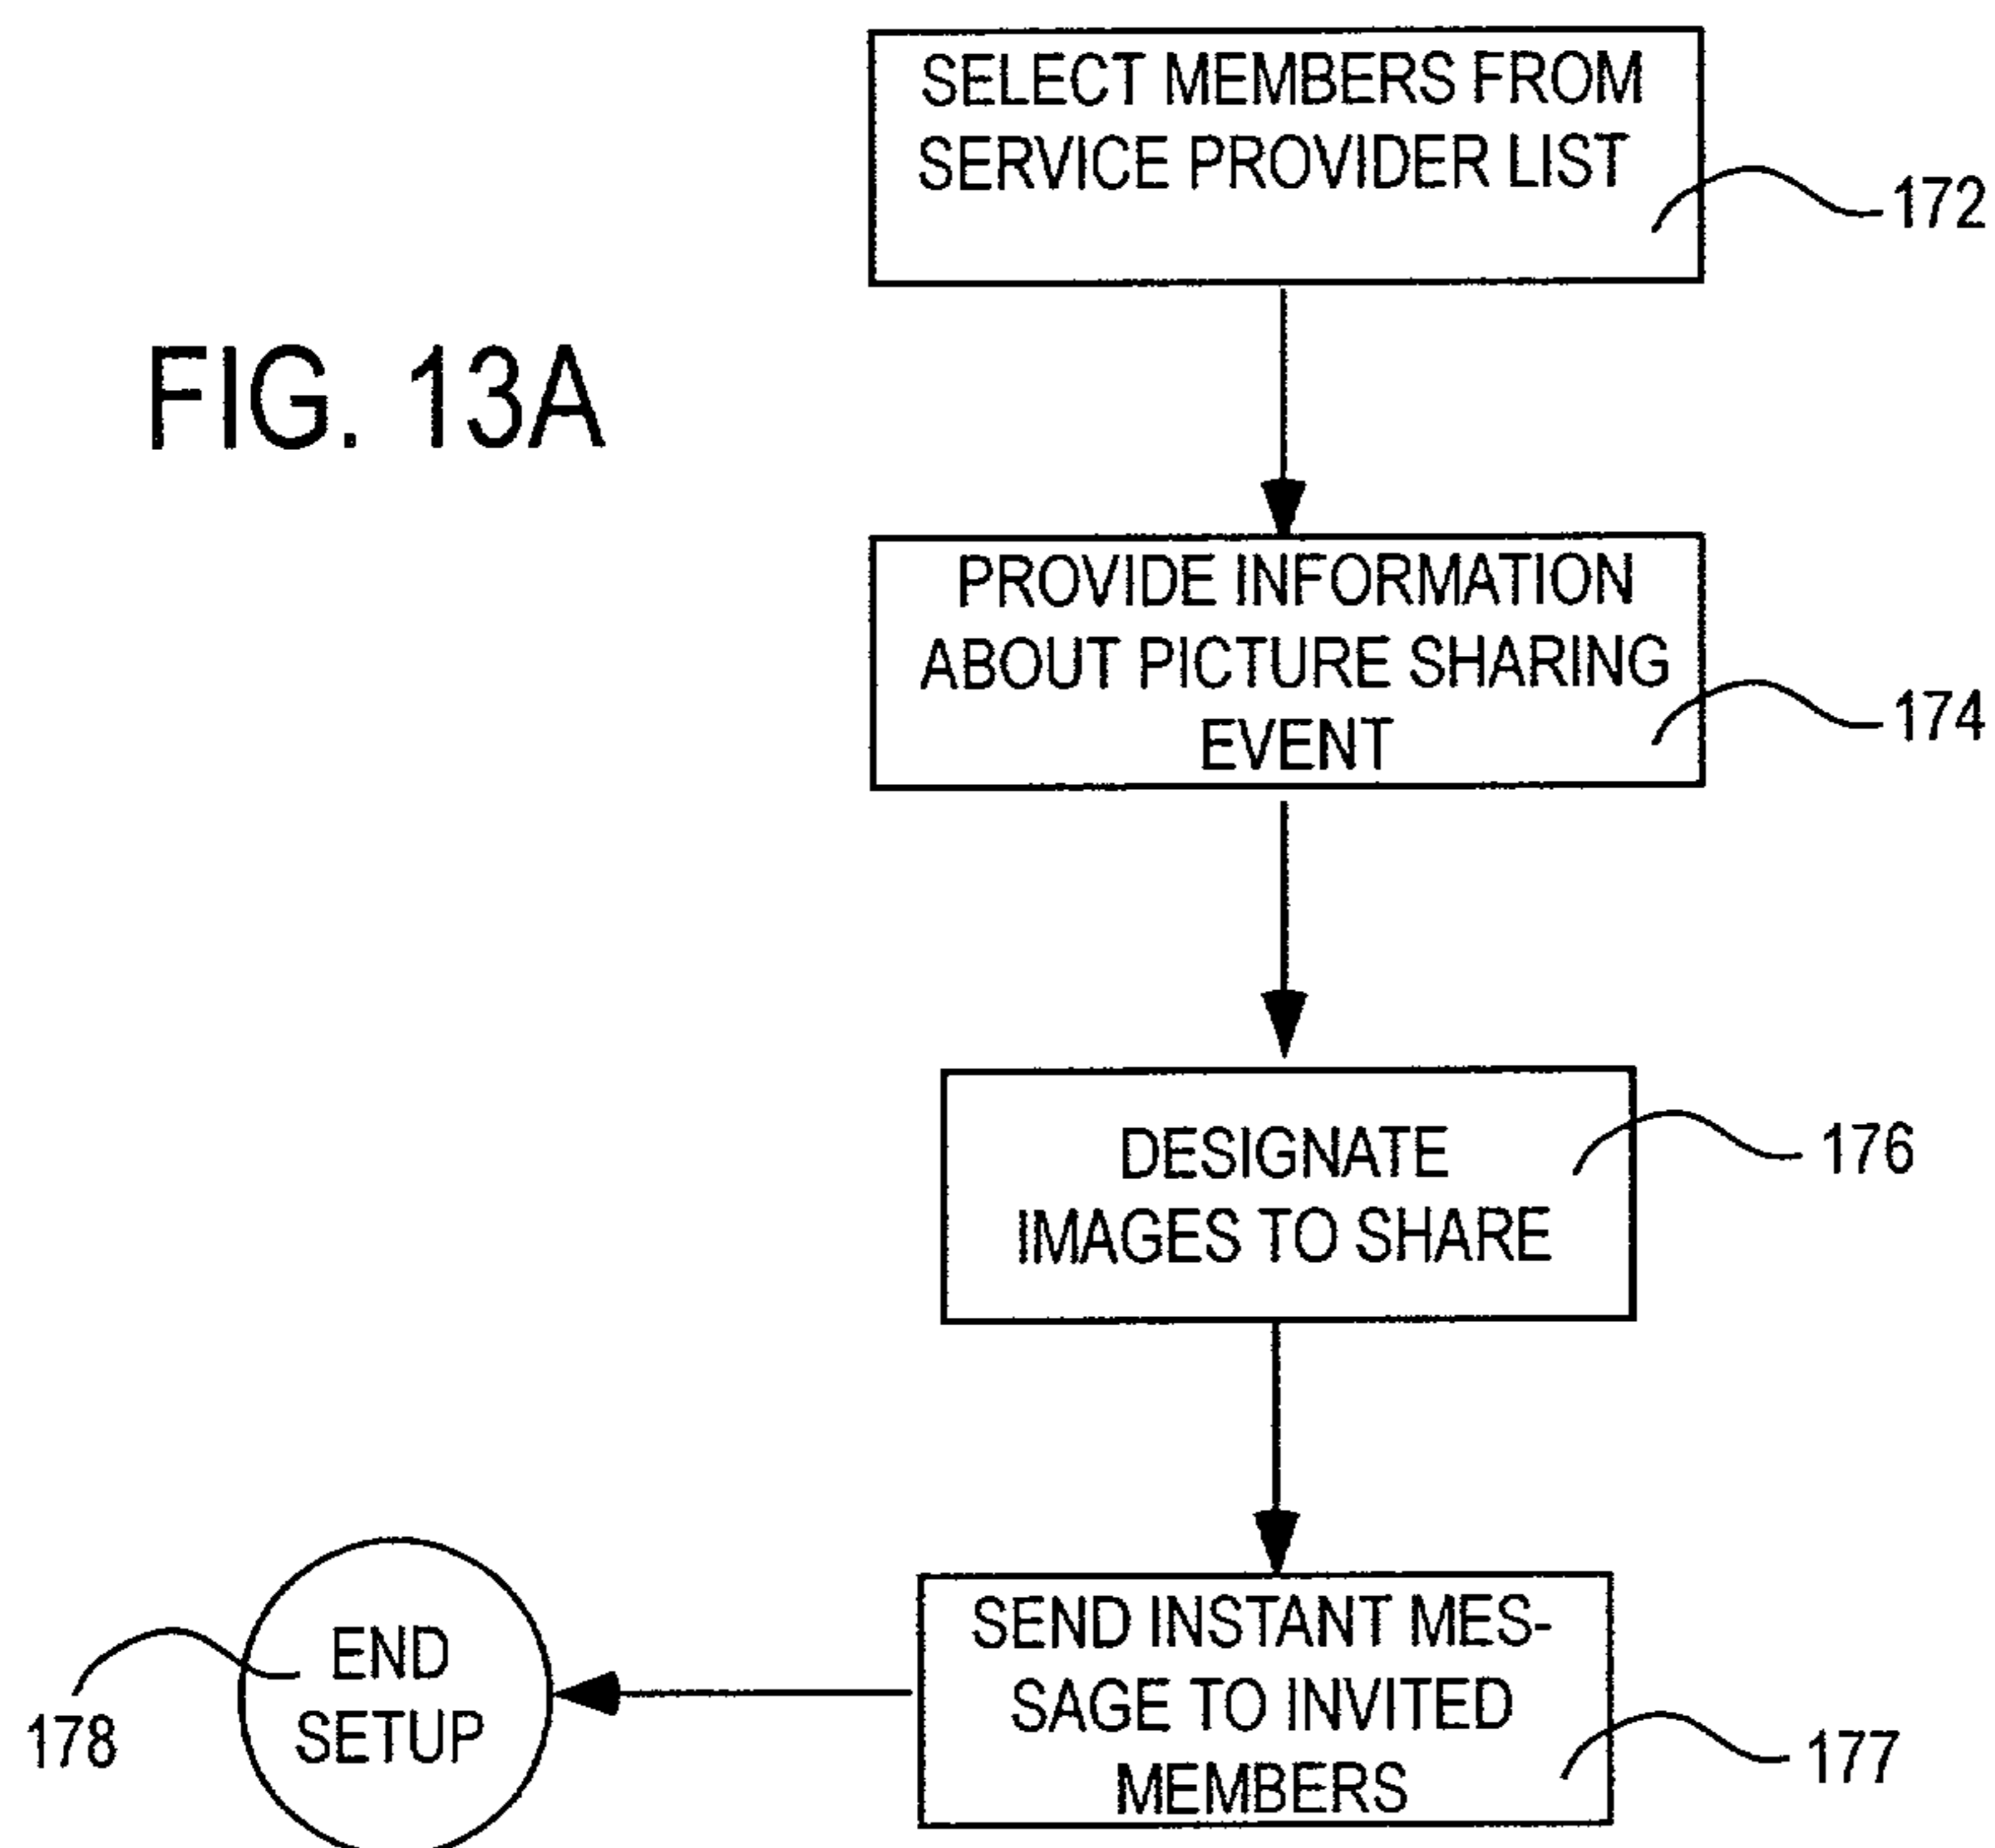 SELECT MEMBERS FROM
SERVICE PROVIDER LIST
172
FIG. 13A
PROVIDE INFORMATION
ABOUT PICTURE SHARING
EVENT
174
DESIGNATE
IMAGES TO SHARE
176
SEND INSTANT MES-
SAGE TO INVITED
MEMBERS
177
END
SETUP
178